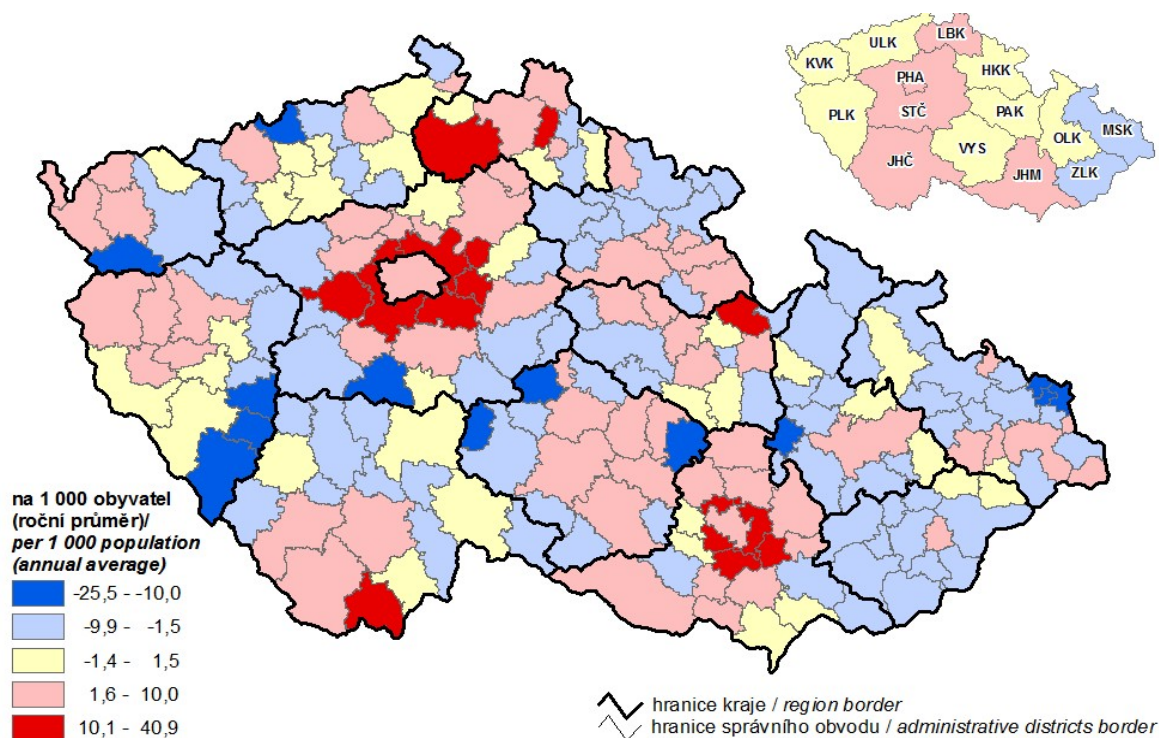 LBK
ULK
KVK
HKK
PHA
STČ
PLK
PAK
MSK
OLK
VYS
JHČ
ZLK
JHM
na 1 000 obyvatel
(roční průměr)/
per 1 000 population
(annual average)
-25,5 - -10,0
-9,9 - -1,5
-1,4 - 1,5
1,6 - 10,0
10,1 - 40,9
hranice kraje / region border
hranice správního obvodu / administrative districts border